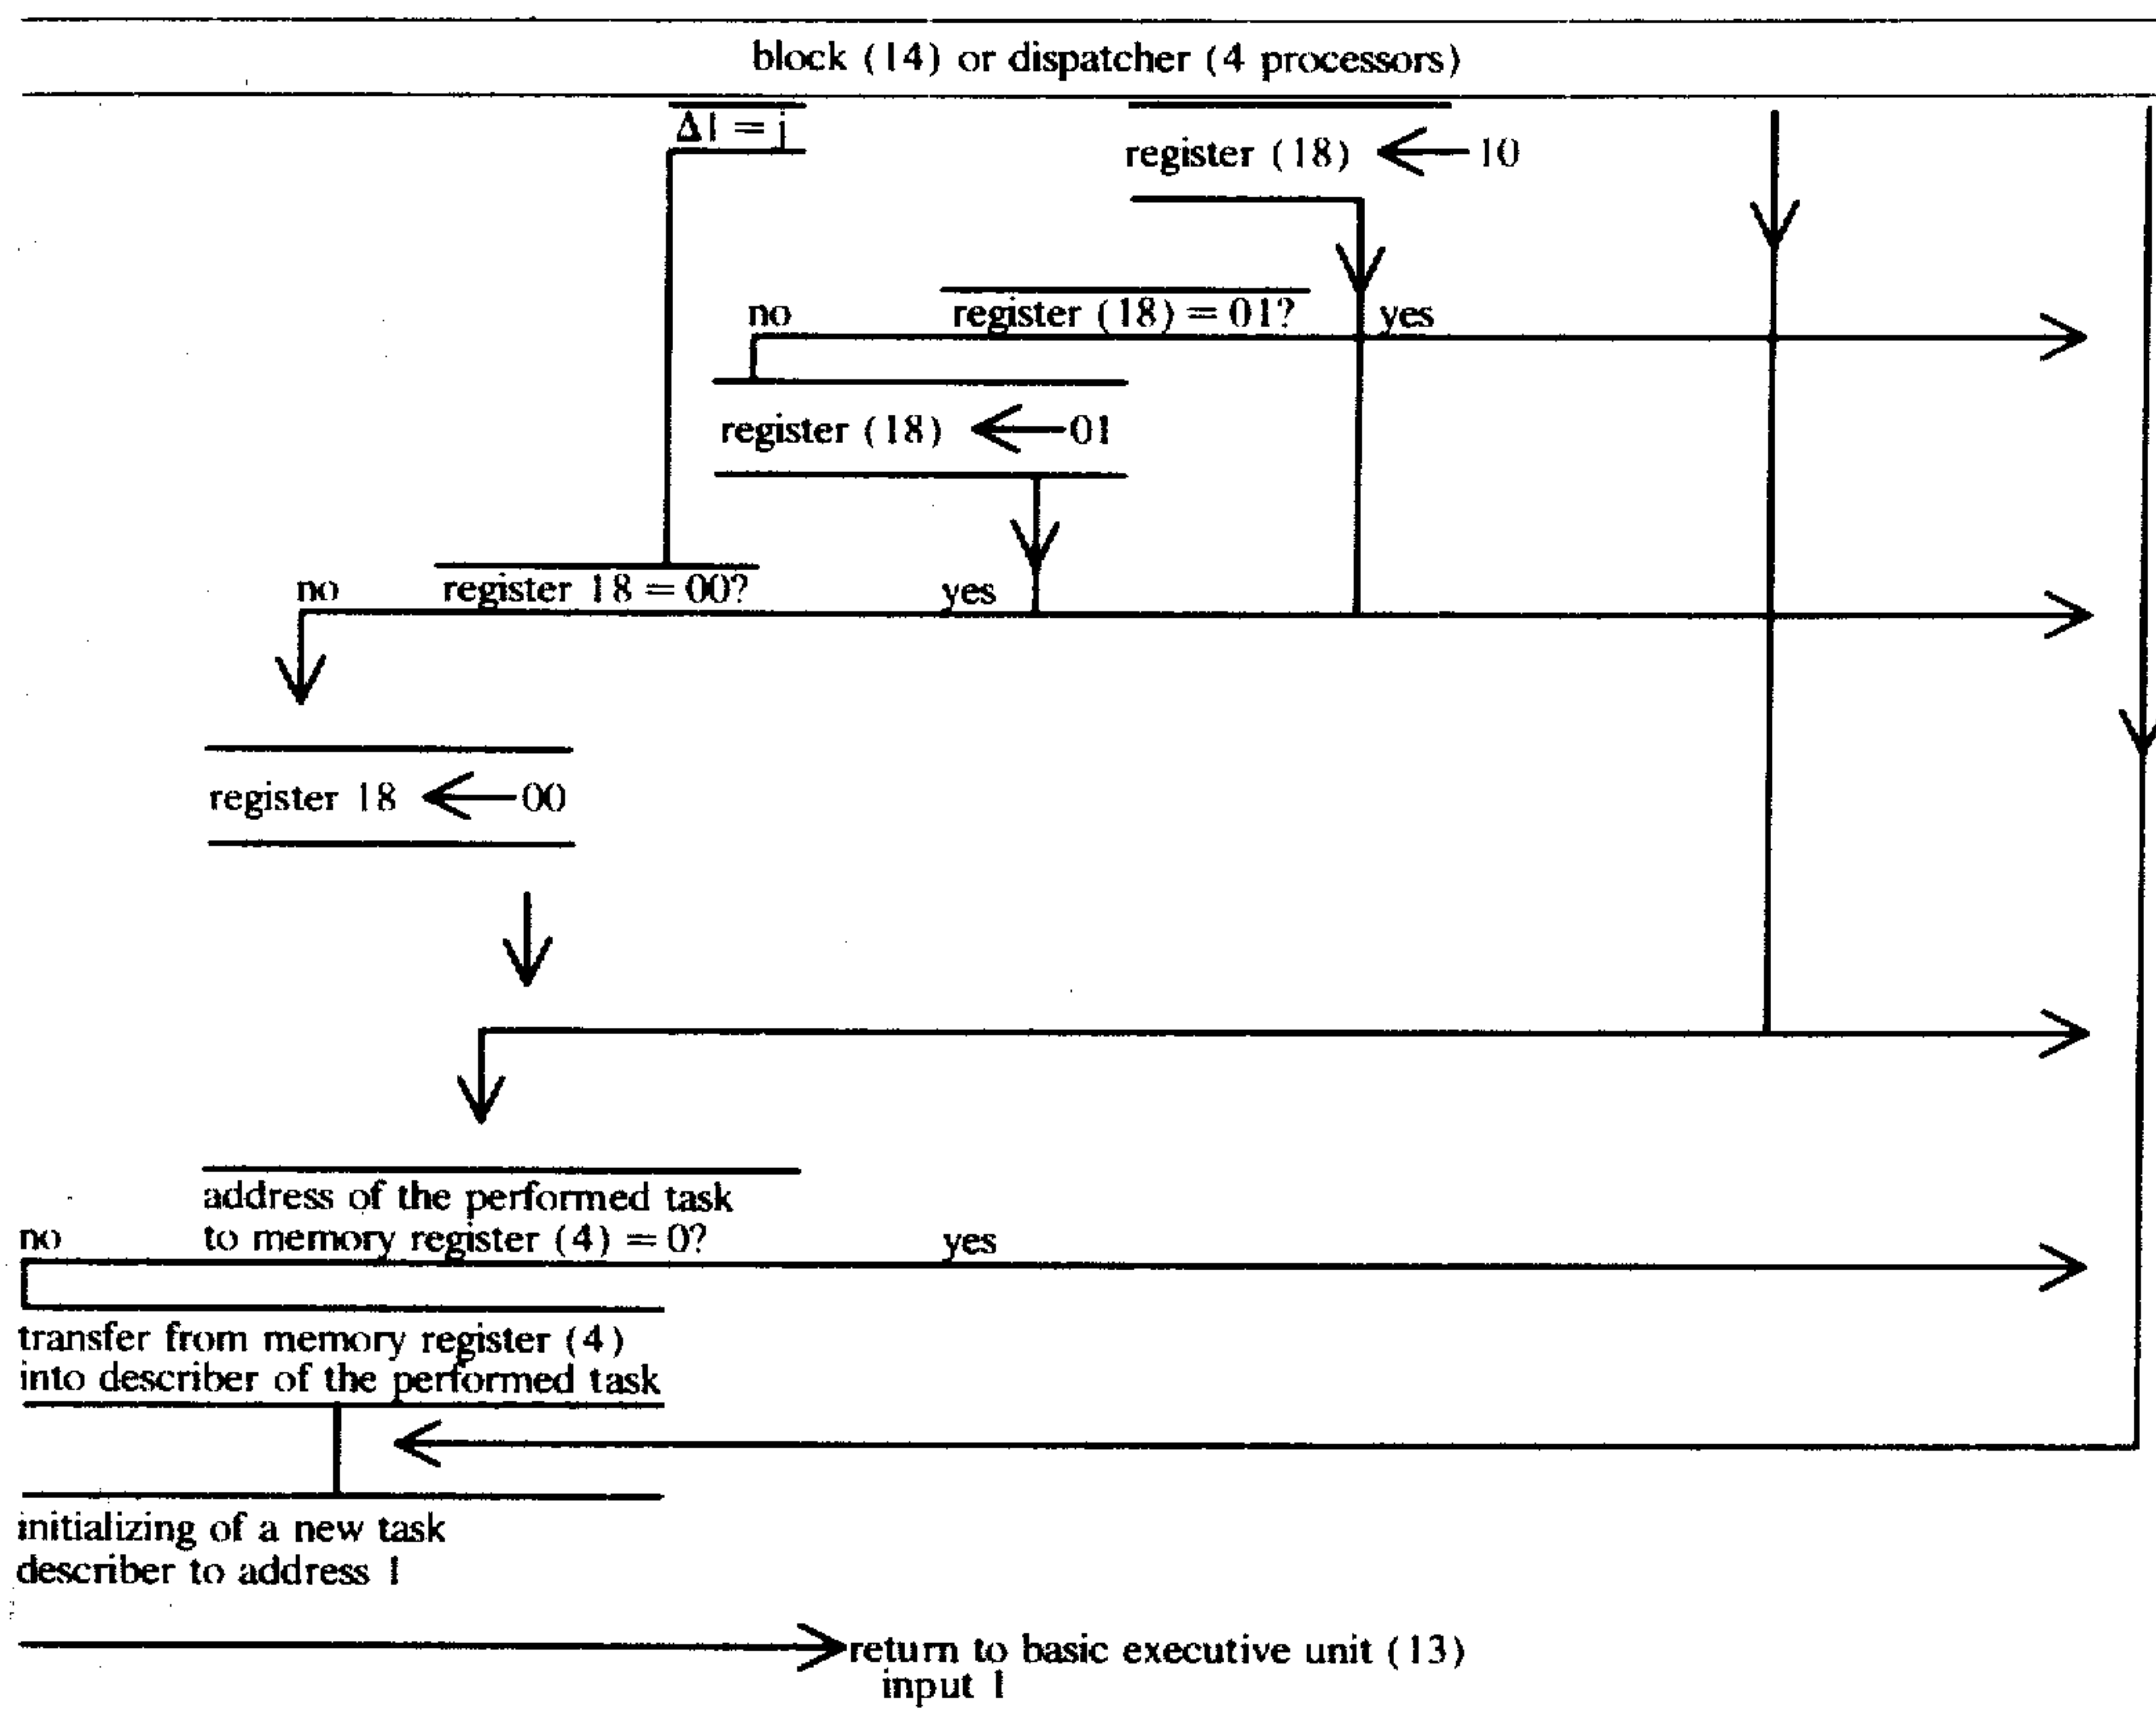 block (14) or dispatcher (4 processors)
Δl = j
register (18) ← 10
no register (18) = 01? yes
register (18) ← 01
no register 18 = 00? yes
register 18 ← 00
address of the performed task
no to memory register (4) = 0? yes
transfer from memory register (4)
into describer of the performed task
initializing of a new task
describer to address 1
return to basic executive unit (13)
input 1